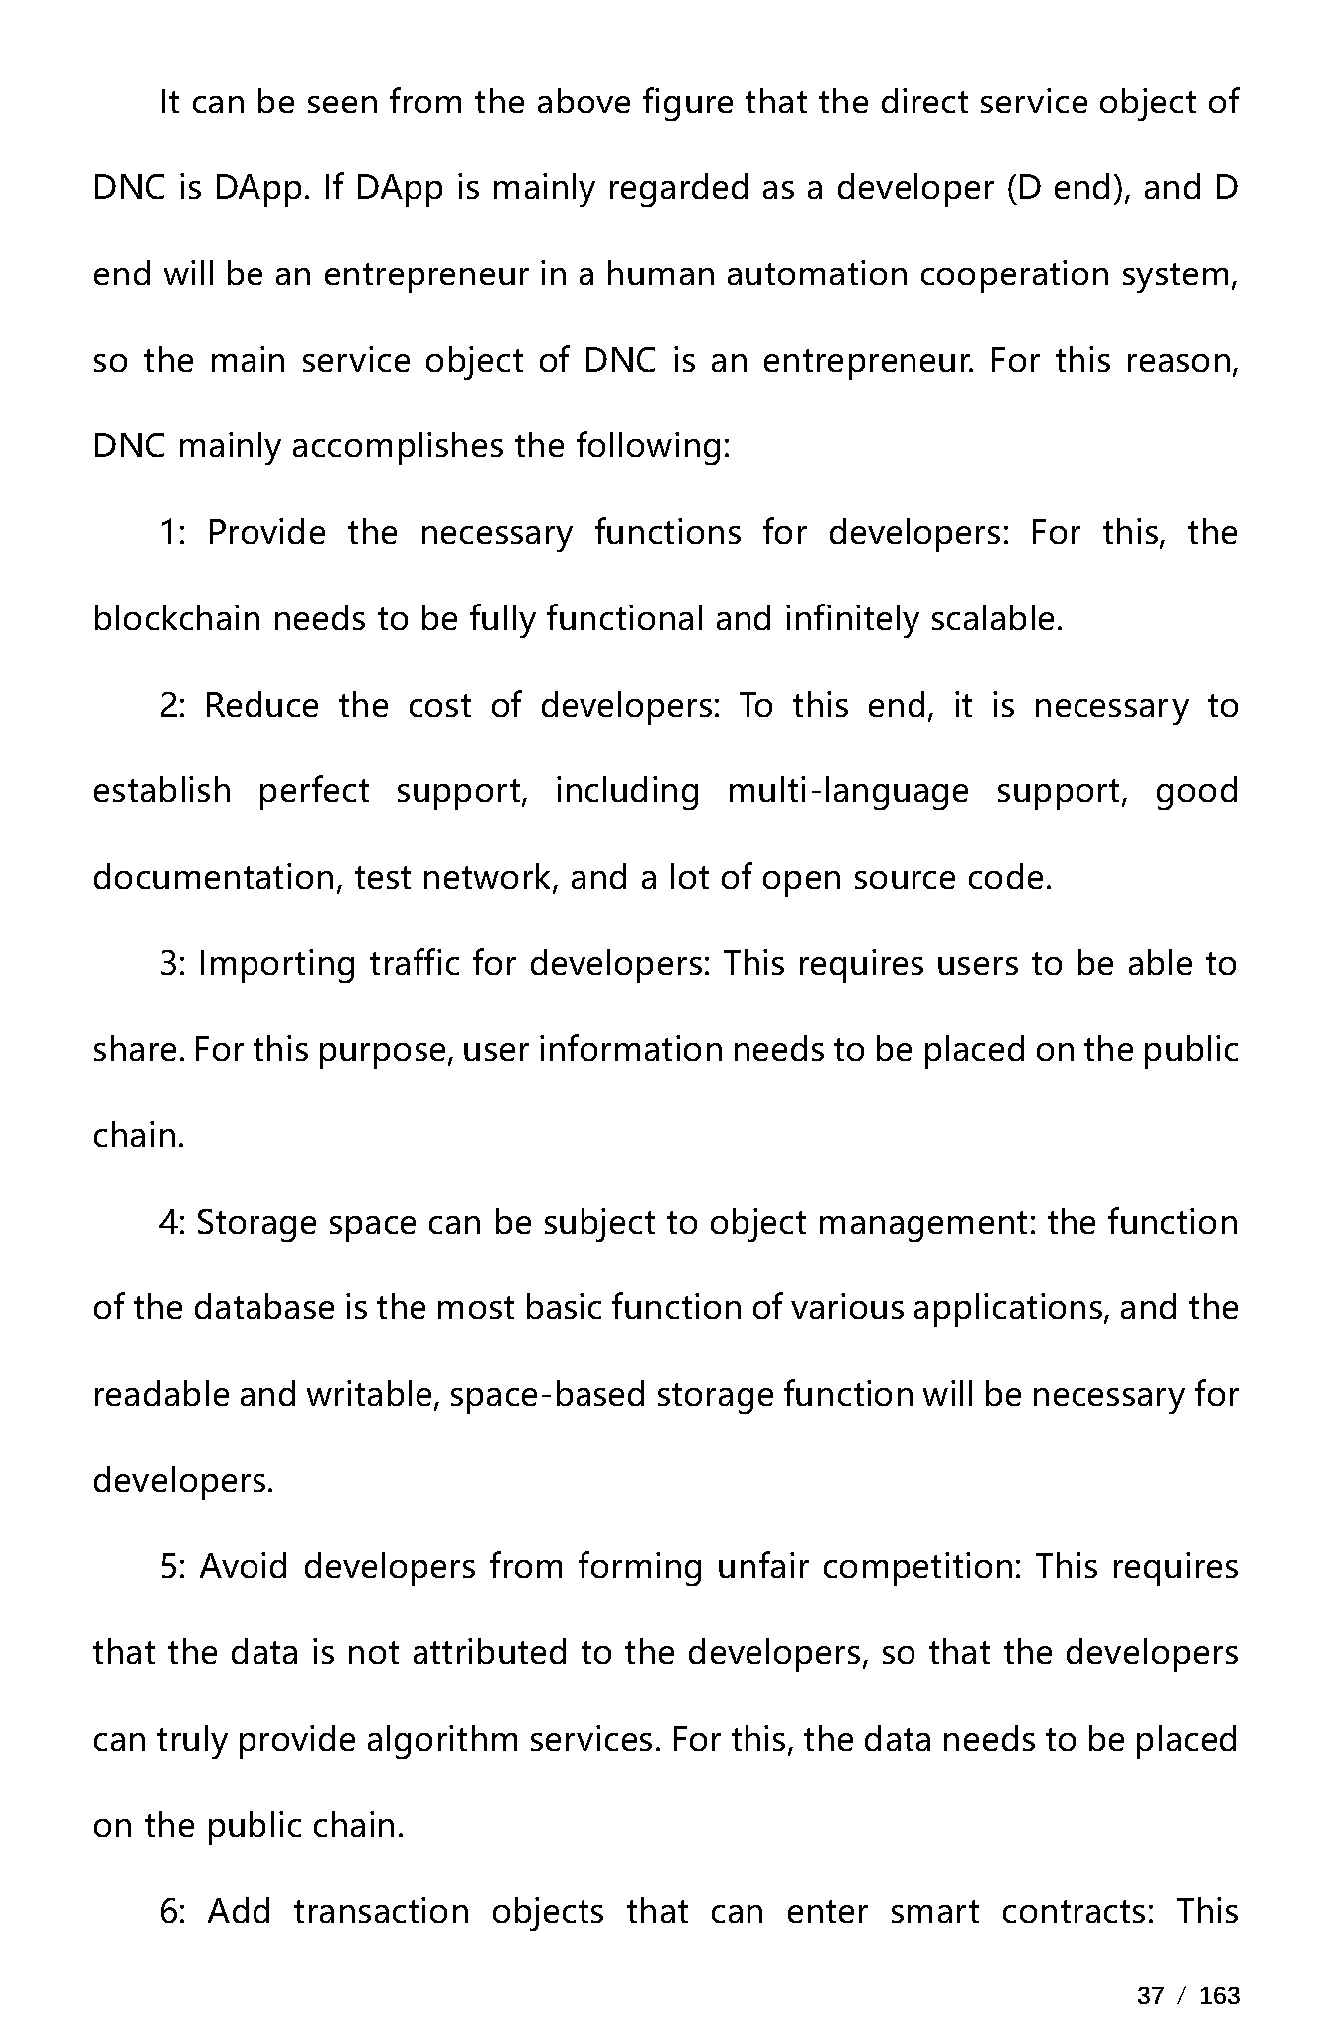 It can be seen from the above figure that the direct service object of
DNC is DApp. If DApp is mainly regarded as a developer (D end), and D
end will be an entrepreneur in a human automation cooperation system,
so the main service object of DNC is an entrepreneur. For this reason,
DNC mainly accomplishes the following:
1: Provide the necessary functions for developers: For this, the
blockchain needs to be fully functional and infinitely scalable.
2: Reduce the cost of developers: To this end, it is necessary to
establish perfect support, including multi-language support, good
documentation, test network, and a lot of open source code.
3: Importing traffic for developers: This requires users to be able to
share. For this purpose, user information needs to be placed on the public
chain.
4: Storage space can be subject to object management: the function
of the database is the most basic function of various applications, and the
readable and writable, space-based storage function will be necessary for
developers.
5: Avoid developers from forming unfair competition: This requires
that the data is not attributed to the developers, so that the developers
can truly provide algorithm services. For this, the data needs to be placed
on the public chain.
6: Add transaction objects that can enter smart contracts: This
37 / 163